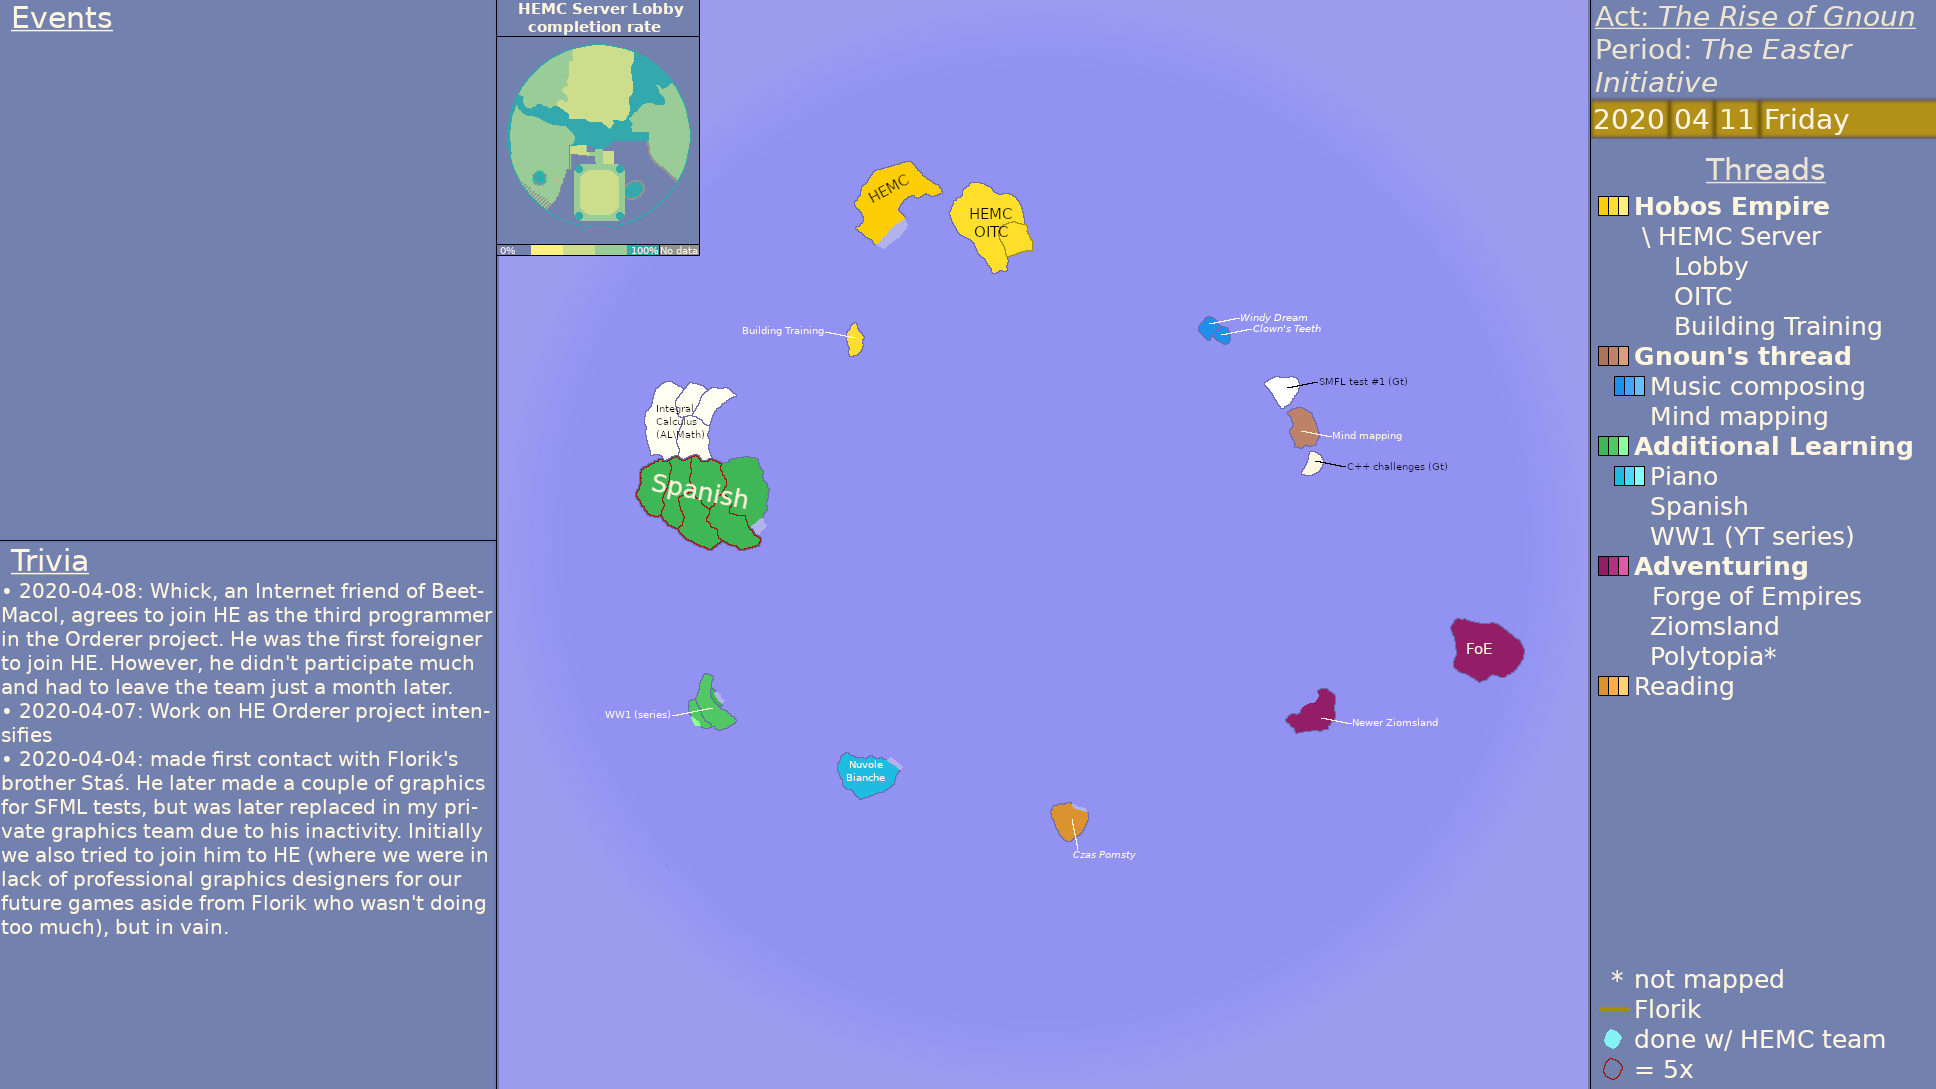 Events
HEMC Server Lobby
completion rate
0%
100%
No data
Trivia
• 2020-04-08: Whick, an Internet friend of Beet-
Macol, agrees to join HE as the third programmer
in the Orderer project. He was the first foreigner
to join HE. However, he didn't participate much
and had to leave the team just a month later.
• 2020-04-07: Work on HE Orderer project inten-
sifies
• 2020-04-04: made first contact with Florik's
brother Staś. He later made a couple of graphics
for SFML tests, but was later replaced in my pri-
vate graphics team due to his inactivity. Initially
we also tried to join him to HE (where we were in
lack of professional graphics designers for our
future games aside from Florik who wasn't doing
too much), but in vain.
HEMC
HEMC
OITC
Building Training
Windy Dream
Clown's Teeth
SMFL test #1 (Gt)
Integral
Calculus
(AL\Math)
Mind mapping
C++ challenges (Gt)
Spanish
FoE
WW1 (series)
Newer Ziomsland
Nuvole
Bianche
Czas Pomsty
Act: The Rise of Gnoun
Period: The Easter
Initiative
2020 04 11 Friday
Threads
Hobos Empire
\ HEMC Server
Lobby
OITC
Building Training
Gnoun's thread
Music composing
Mind mapping
Additional Learning
Piano
Spanish
WW1 (YT series)
Adventuring
Forge of Empires
Ziomsland
Polytopia*
Reading
* not mapped
Florik
done w/ HEMC team
= 5x